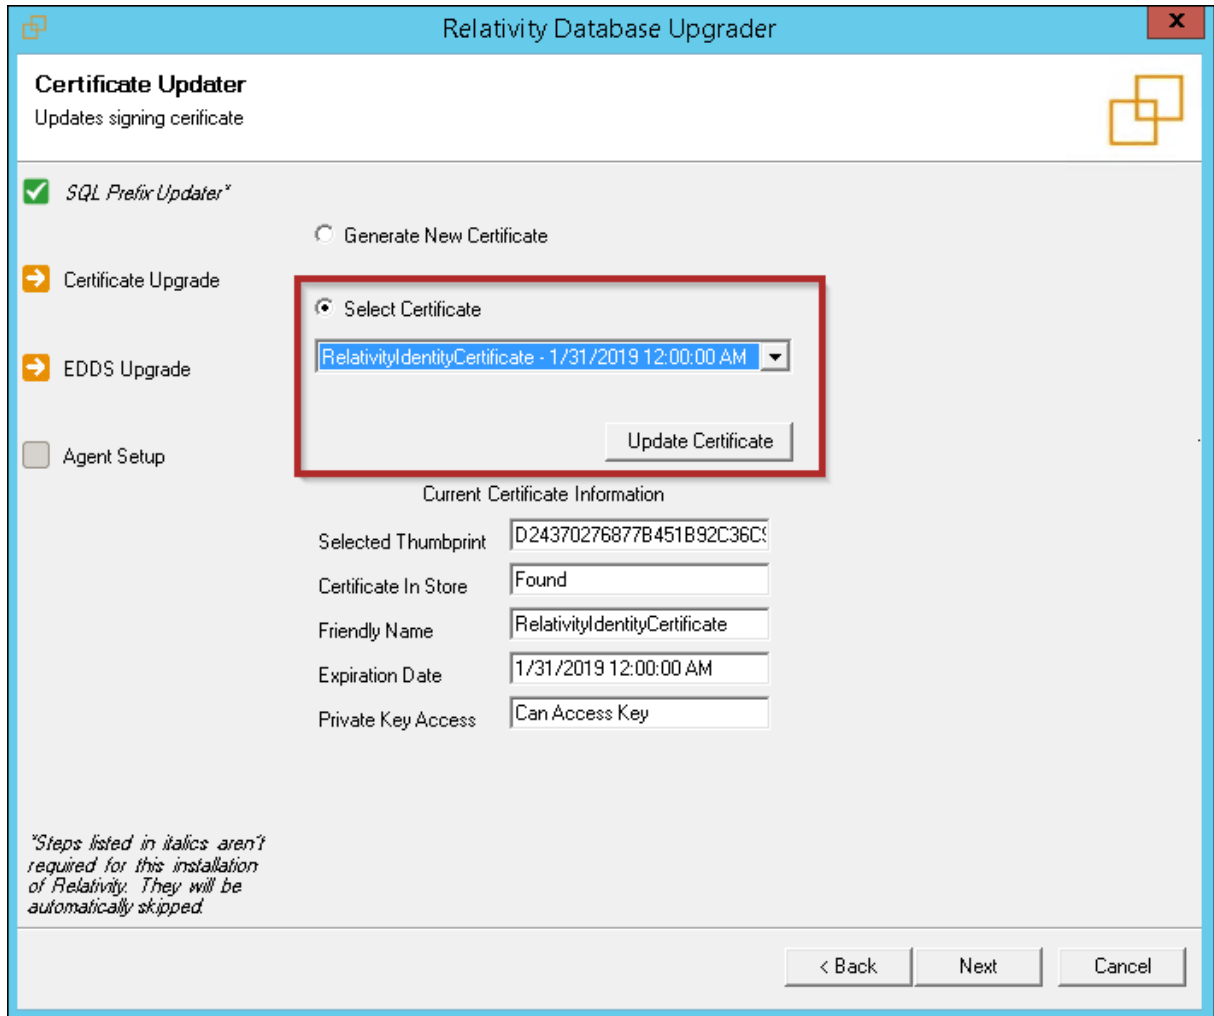 Relativity Database Upgrader
x
Certificate Updater
Updates signing cerificate
SQL Prefix Updater*
Generate New Certificate
Certificate Upgrade
Select Certificate
RelativityIdentityCertificate - 1/31/2019 12:00:00 AM
EDDS Upgrade
Update Certificate
Agent Setup
Current Certificate Information
Selected Thumbprint D24370276877B451B92C36C9
Certificate In Store Found
Friendly Name RelativityIdentityCertificate
Expiration Date 1/31/2019 12:00:00 AM
Private Key Access Can Access Key
*Steps listed in italics aren't
required for this installation
of Relativity. They will be
automatically skipped.
< Back Next Cancel